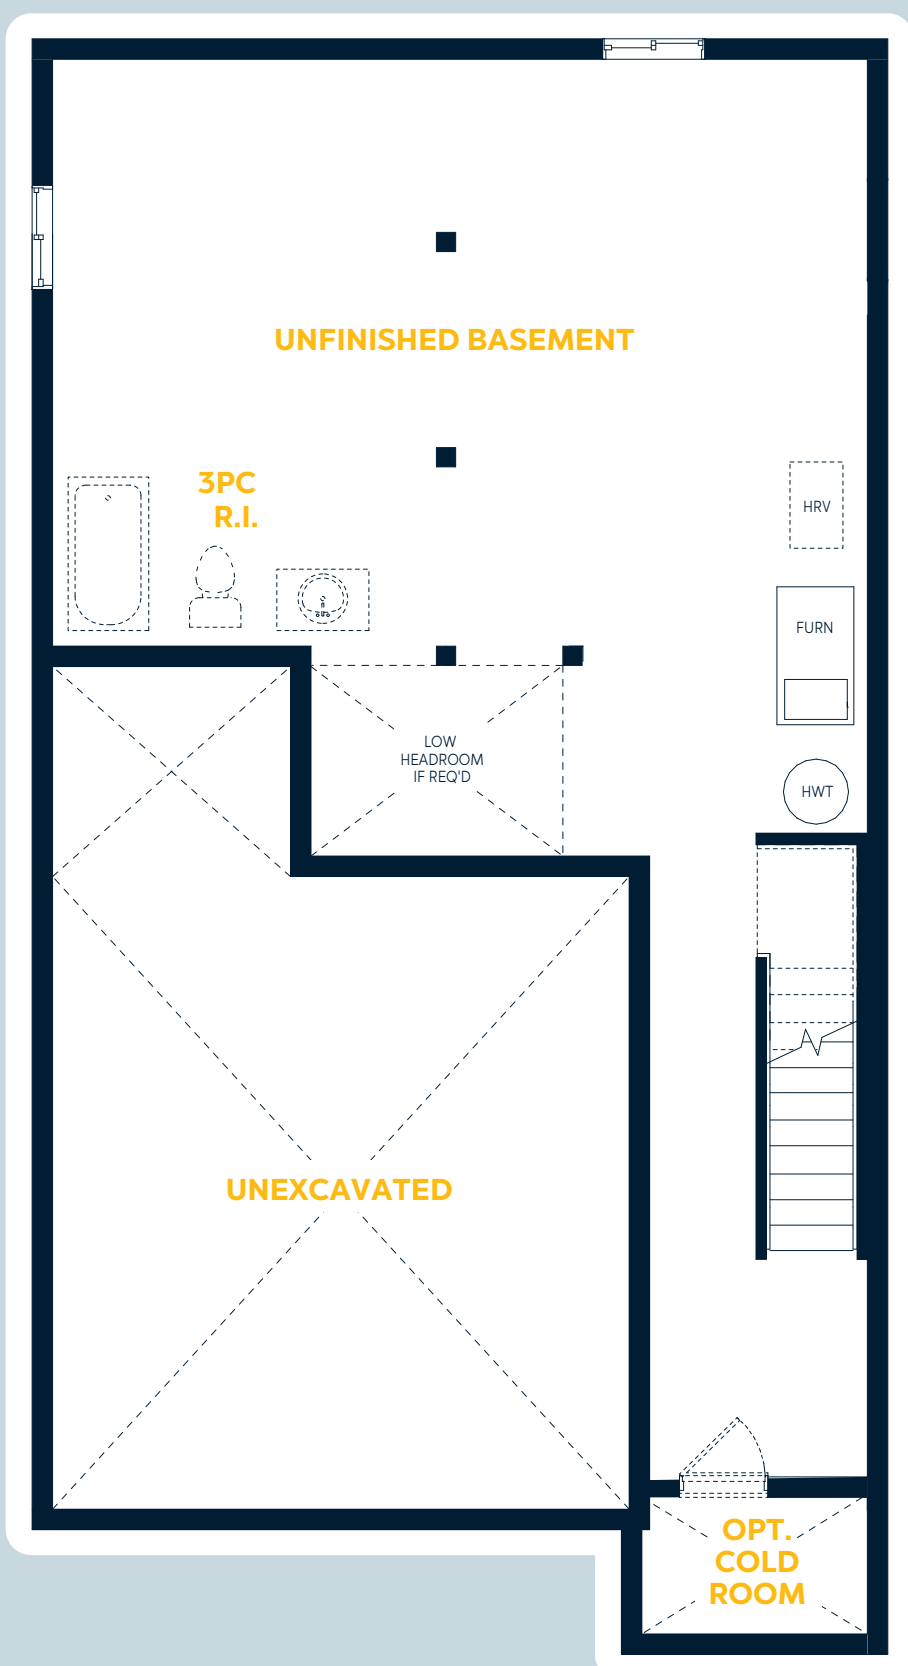 UNFINISHED BASEMENT
3PC
R.I.
HRV
FURN
LOW
HEADROOM
IF REQ'D
HWT
UNEXCAVATED
OPT.
COLD
ROOM